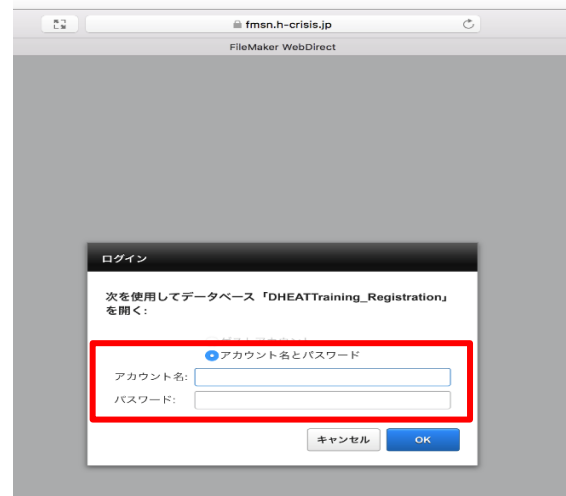 fmsn.h-crisis.jp
FileMaker WebDirect
ログイン
次を使用してデータベース「DHEATTraining_Registration」
を開く:
アカウント名とパスワード
アカウント名:
パスワード:
キャンセル
OK